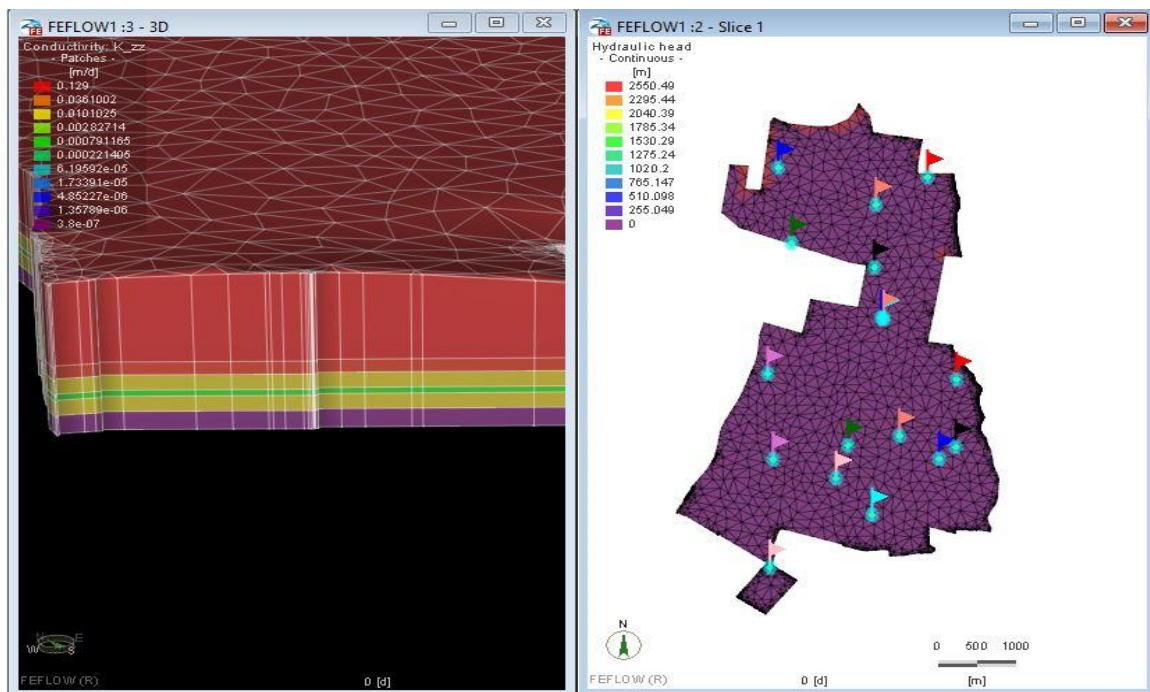 FEFLOW1 :3 - 3D
Conductivity: K_zz
- Patches -
[m/d]
0.129
0.0361002
0.0101025
0.00282714
0.000791165
0.000221405
6.19592e-05
1.73391e-05
4.85227e-06
1.35789e-06
3.8e-07
N E
W S
FEFLOW (R)
0 [d]
FEFLOW1 :2 - Slice 1
Hydraulic head
- Continuous -
[m]
2550.49
2295.44
2040.39
1785.34
1530.29
1275.24
1020.2
765.147
510.098
255.049
0
N
0 500 1000
FEFLOW (R)
0 [d]
[m]